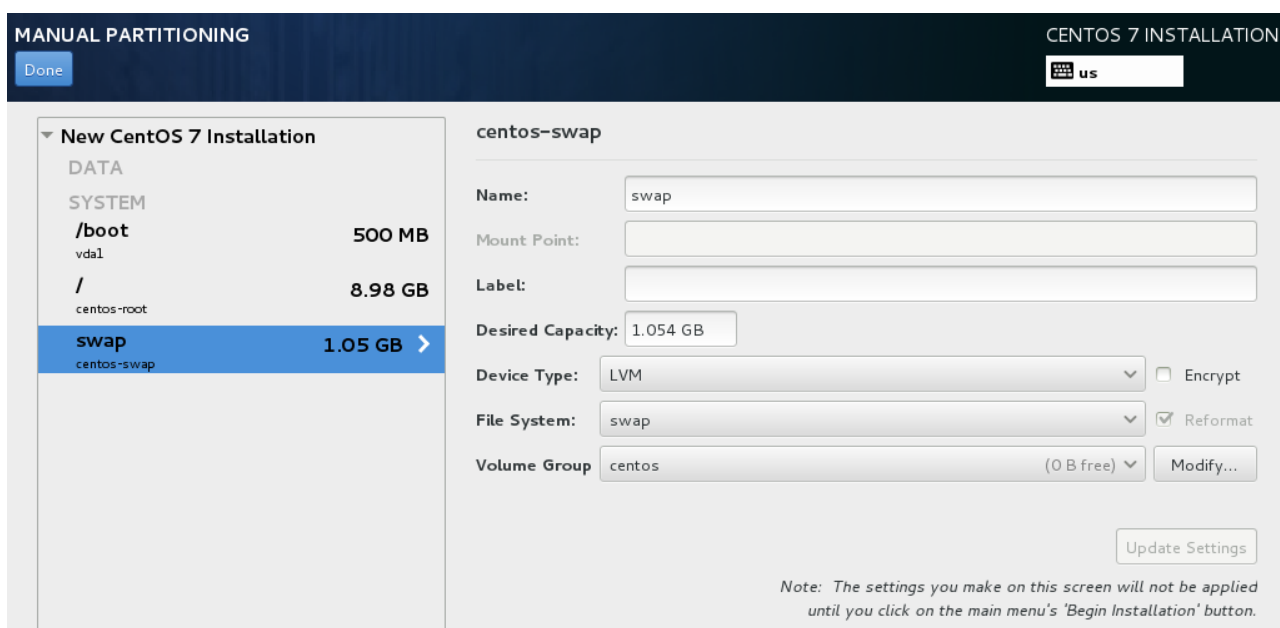 MANUAL PARTITIONING
CENTOS 7 INSTALLATION
Done
us
New CentOS 7 Installation
DATA
SYSTEM
/boot 500 MB
vda1
/ 8.98 GB
centos-root
swap 1.05 GB
centos-swap
centos-swap
Name: swap
Mount Point:
Label:
Desired Capacity: 1.054 GB
Device Type: LVM Encrypt
File System: swap Reformat
Volume Group centos (0 B free) Modify...
Update Settings
Note: The settings you make on this screen will not be applied
until you click on the main menu's 'Begin Installation' button.